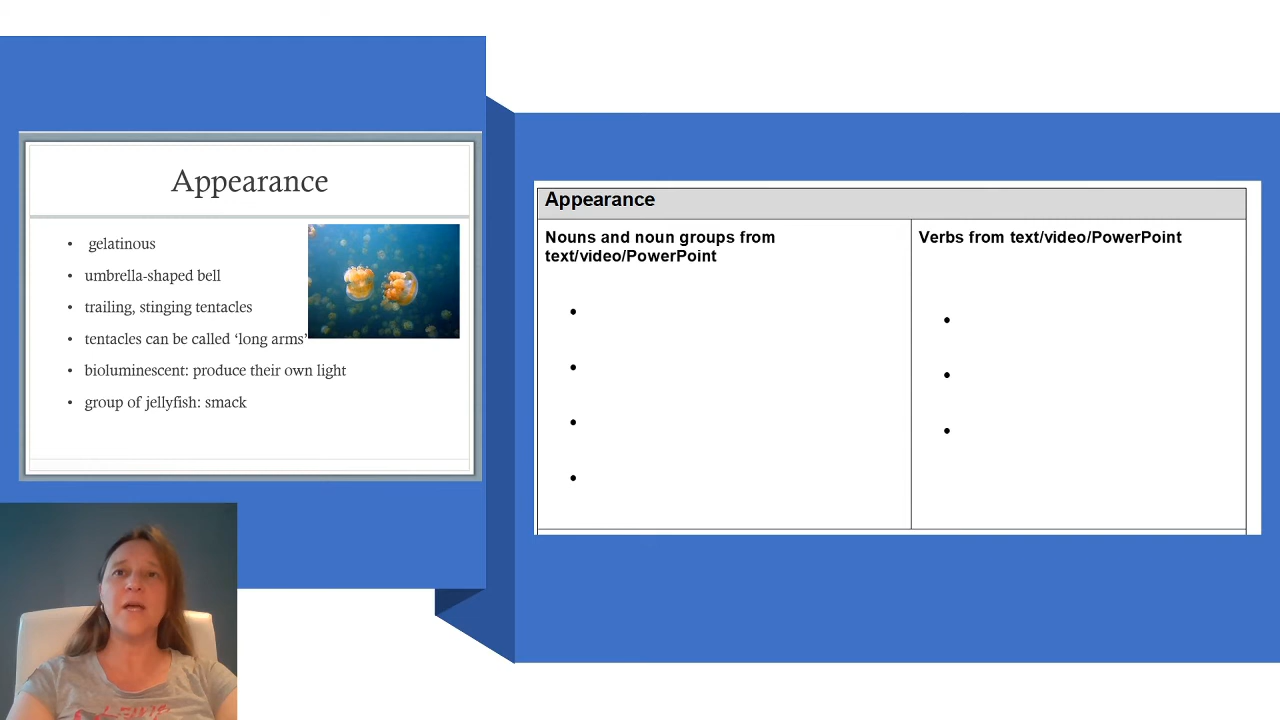 Appearance
• gelatinous
• umbrella-shaped bell
• trailing, stinging tentacles
• tentacles can be called ‘long arms’
• bioluminescent: produce their own light
• group of jellyfish: smack
Appearance
Nouns and noun groups from
text/video/PowerPoint
Verbs from text/video/PowerPoint